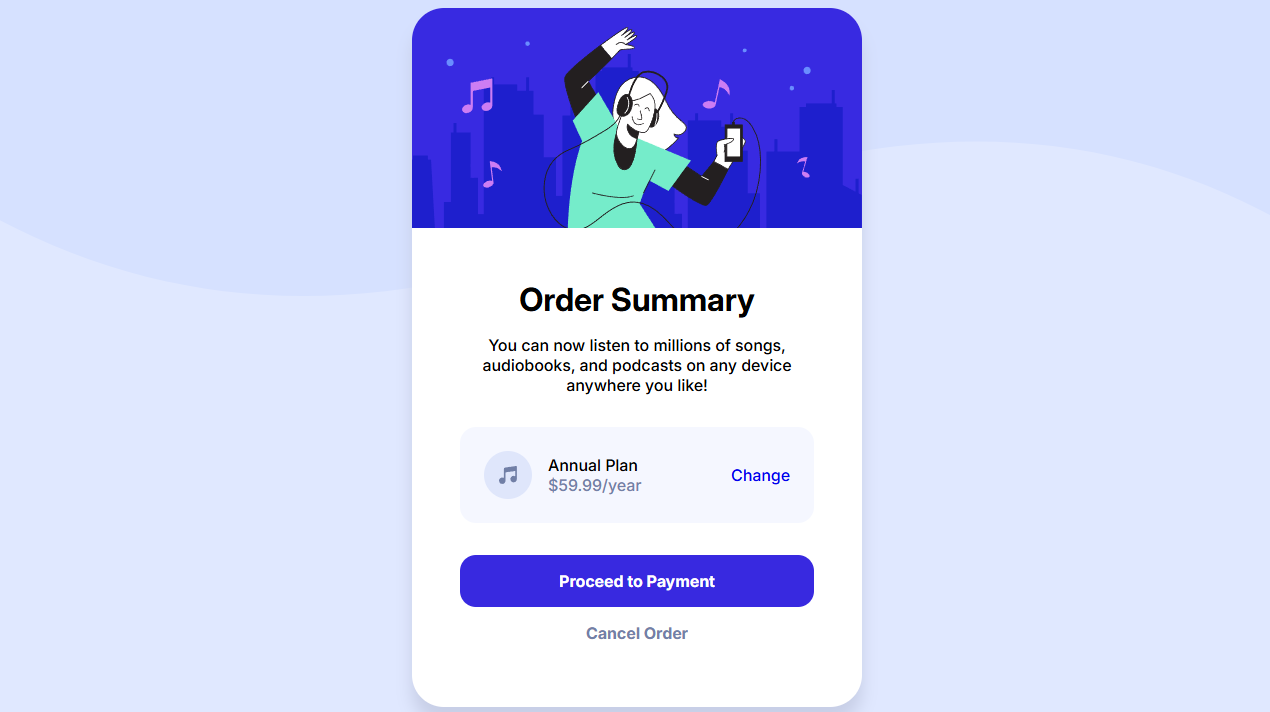 Order Summary
You can now listen to millions of songs,
audiobooks, and podcasts on any device
anywhere you like!
Annual Plan
$59.99/year
Change
Proceed to Payment
Cancel Order